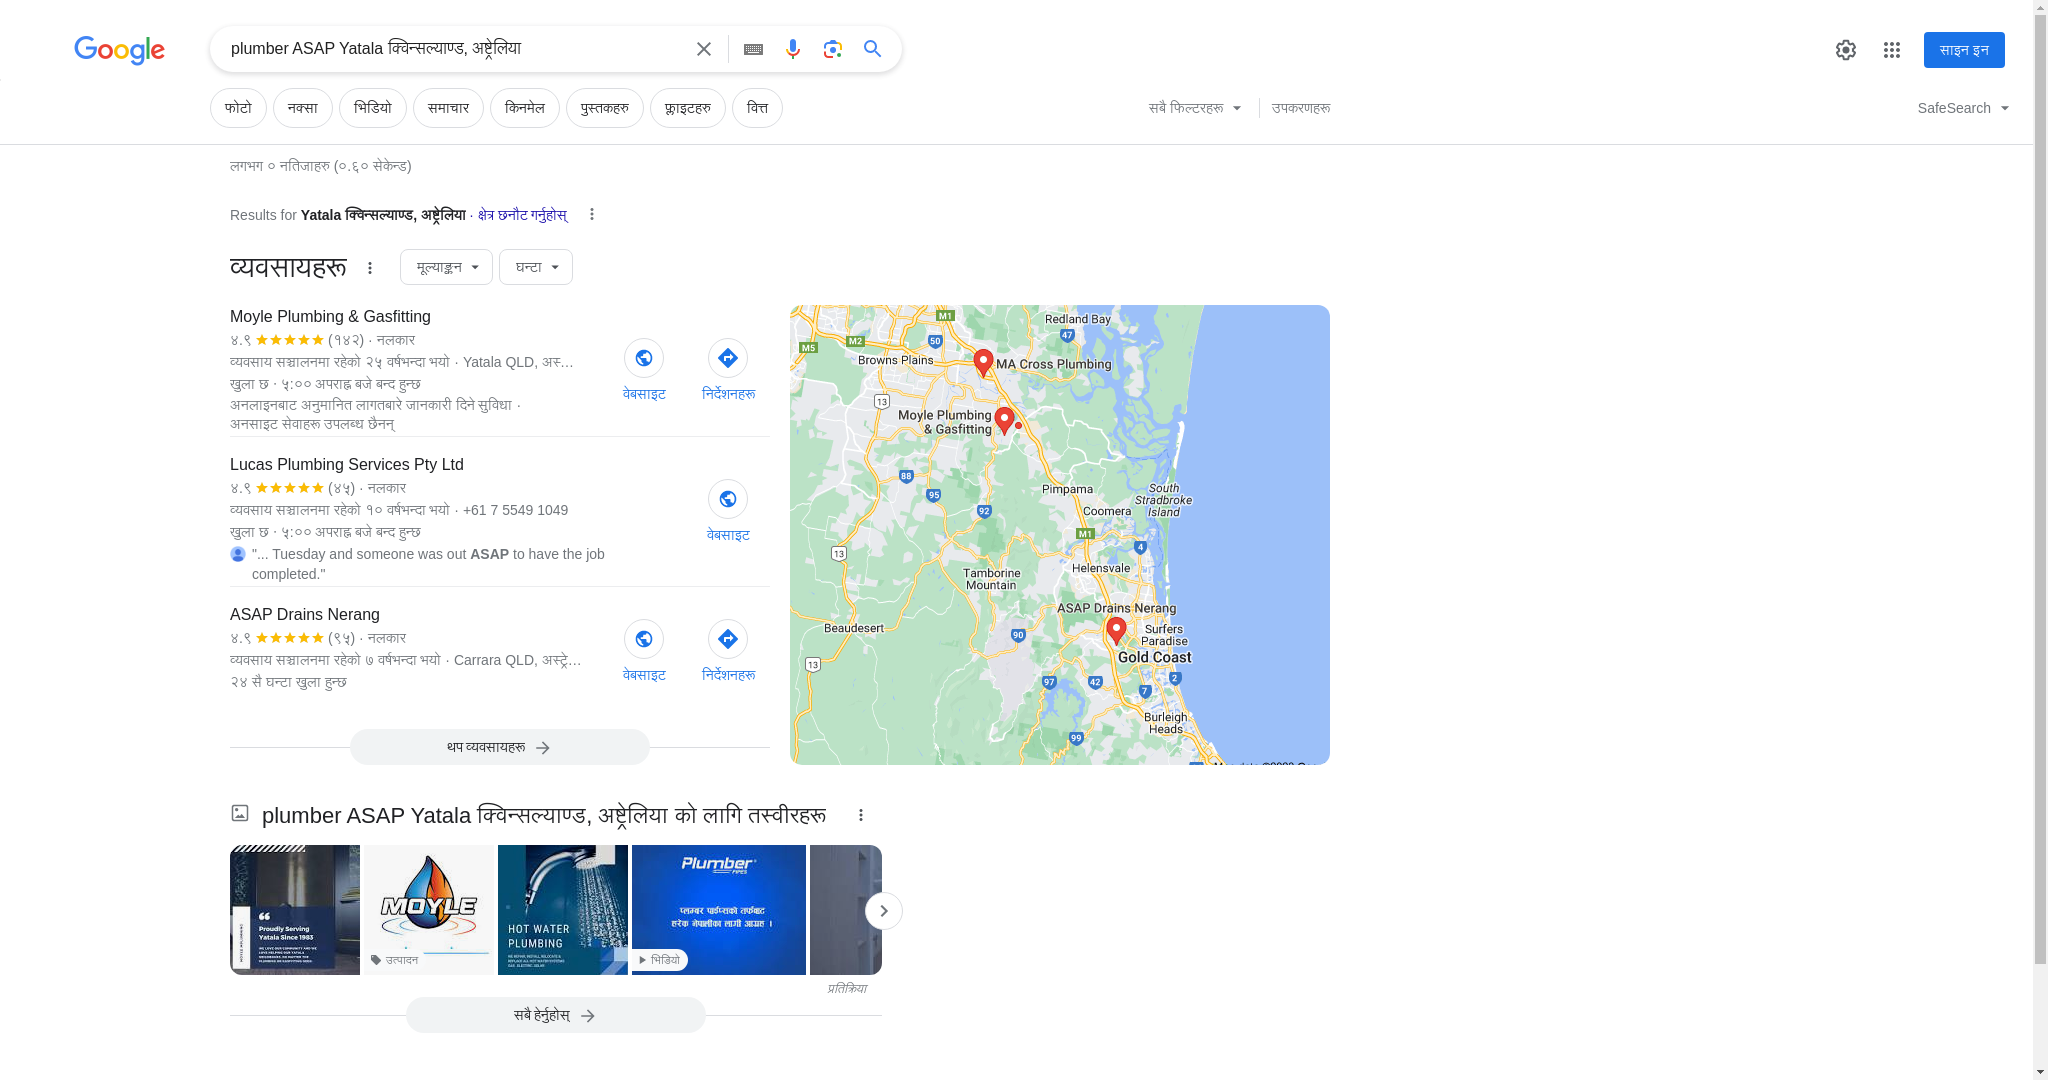 Google
plumber ASAP Yatala क्विन्सल्याण्ड, अष्ट्रेलिया
साइन इन
फोटो
नक्सा
भिडियो
समाचार
किनमेल
पुस्तकहरु
फ्लाइटहरु
वित्त
सबै फिल्टरहरू
उपकरणहरू
SafeSearch
लगभग ० नतिजाहरु (०.६० सेकेन्ड)
Results for Yatala क्विन्सल्याण्ड, अष्ट्रेलिया · क्षेत्र छनौट गर्नुहोस्
व्यवसायहरू
मूल्याङ्कन
घन्टा
Moyle Plumbing & Gasfitting
४.९ (१४२) · नलकार
व्यवसाय सञ्चालनमा रहेको २५ वर्षभन्दा भयो · Yatala QLD, अस्…
खुला छ · ५:०० अपराह्न बजे बन्द हुन्छ
अनलाइनबाट अनुमानित लागतबारे जानकारी दिने सुविधा ·
अनसाइट सेवाहरू उपलब्ध छैनन्
वेबसाइट
निर्देशनहरू
Lucas Plumbing Services Pty Ltd
४.९ (४५) · नलकार
व्यवसाय सञ्चालनमा रहेको १० वर्षभन्दा भयो · +61 7 5549 1049
खुला छ · ५:०० अपराह्न बजे बन्द हुन्छ
"... Tuesday and someone was out ASAP to have the job
completed."
वेबसाइट
ASAP Drains Nerang
४.९ (९५) · नलकार
व्यवसाय सञ्चालनमा रहेको ७ वर्षभन्दा भयो · Carrara QLD, अस्ट्रे…
२४ सै घन्टा खुला हुन्छ
वेबसाइट
निर्देशनहरू
थप व्यवसायहरू
M1
Redland Bay
47
M2
50
M5
Browns Plains
MA Cross Plumbing
13
Moyle Plumbing
& Gasfitting
88
95
92
Pimpama
South
Stradbroke
Island
Coomera
M1
4
13
Helensvale
Tamborine
Mountain
ASAP Drains Nerang
Beaudesert
90
Surfers
Paradise
Gold Coast
13
97
42
2
7
Burleigh
Heads
99
plumber ASAP Yatala क्विन्सल्याण्ड, अष्ट्रेलिया को लागि तस्वीरहरू
Proudly Serving
Yatala Since 1983
MOYLE
उत्पादन
HOT WATER
PLUMBING
Plumber
PIPES
प्लम्बर पाईप्सको तर्फबाट
हरेक नेपालीका लागी आग्रह ।
भिडियो
प्रतिक्रिया
सबै हेर्नुहोस्